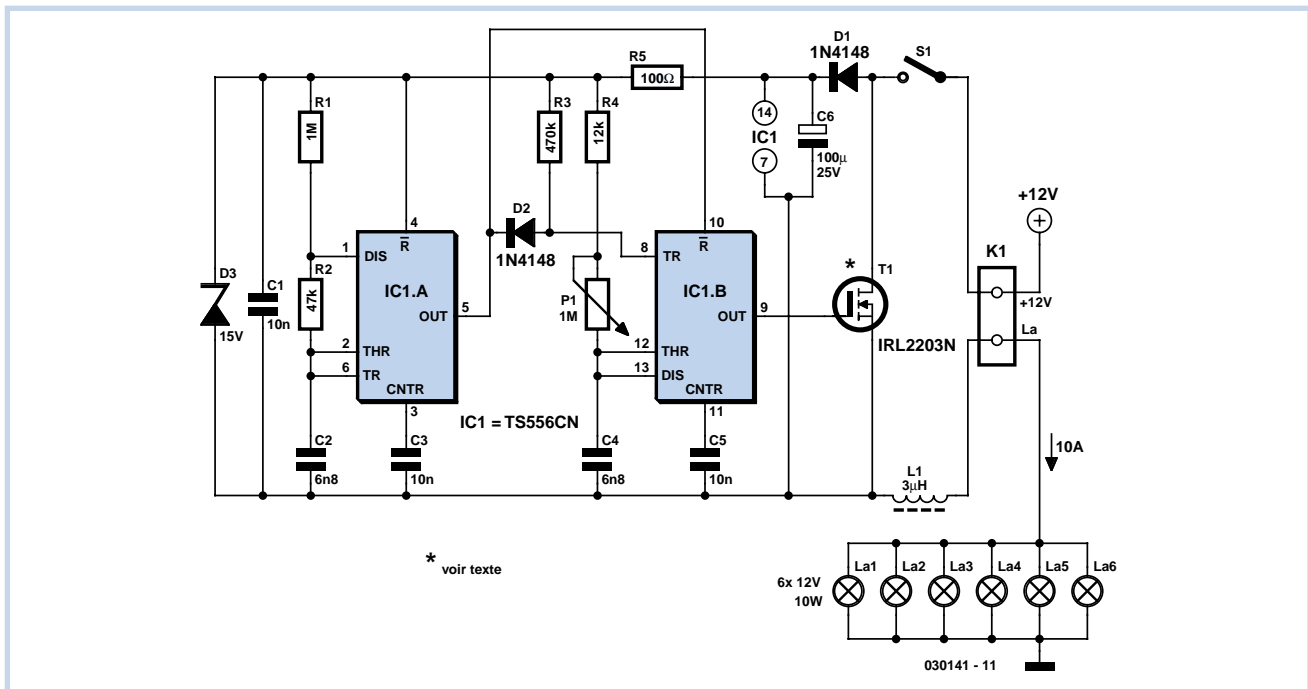 D1
1N4148
S1
R5
100Ω
R1
1M
R3
470k
R4
12k
14
IC1
7
C6
100µ
25V
+12V
D2
1N4148
4
R
1
DIS
IC1.A
5
OUT
2
THR
6
TR
CNTR
3
10
R
8
TR
IC1.B
9
OUT
12
THR
13
DIS
CNTR
11
*
T1
IRL2203N
K1
+12V
La
R2
47k
D3
15V
C1
10n
P1
1M
IC1 = TS556CN
C2
6n8
C3
10n
C4
6n8
C5
10n
L1
3µH
10A
* voir texte
6x 12V
10W
La1
La2
La3
La4
La5
La6
030141 - 11